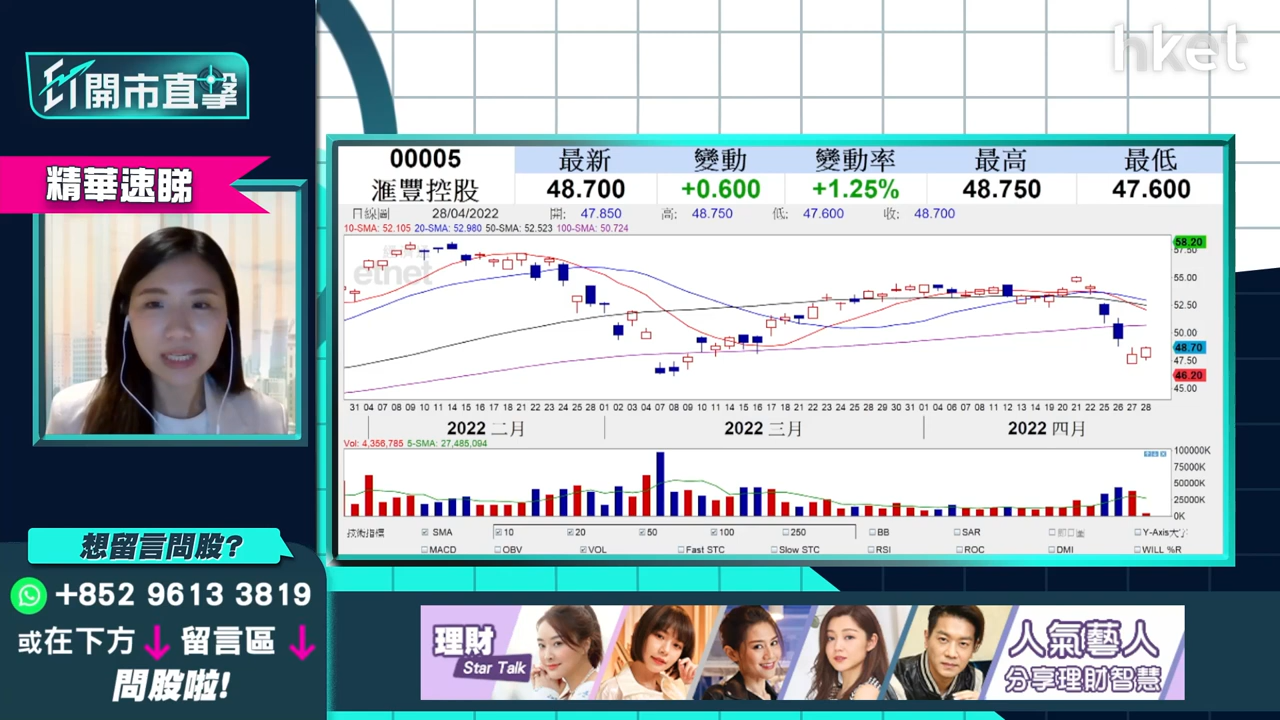 hket
ET開市直擊
精華速睇
00005
滙豐控股
最新 變動 變動率 最高 最低
48.700 +0.600 +1.25% 48.750 47.600
日線圖 28/04/2022 開: 47.850 高: 48.750 低: 47.600 收: 48.700
10-SMA: 52.105 20-SMA: 52.980 50-SMA: 52.523 100-SMA: 50.724
etnet
58.20
57.50
55.00
52.50
50.00
48.70
47.50
46.20
45.00
31 04 07 08 09 10 11 14 15 16 17 18 21 22 23 24 25 28 01 02 03 04 07 08 09 10 11 14 15 16 17 18 21 22 23 24 25 28 29 30 31 01 04 06 07 08 11 12 13 14 19 20 21 22 25 26 27 28
2022 二月 2022 三月 2022 四月
Vol: 4,356,785 5-SMA: 27,485,094
100000K
75000K
50000K
25000K
0K
技術指標 SMA 10 20 50 100 250 BB SAR Y-Axis大字
MACD OBV VOL Fast STC Slow STC RSI ROC DMI WILL %R
想留言問股?
+852 9613 3819
或在下方↓留言區↓
問股啦!
理財
Star Talk
人氣藝人
分享理財智慧